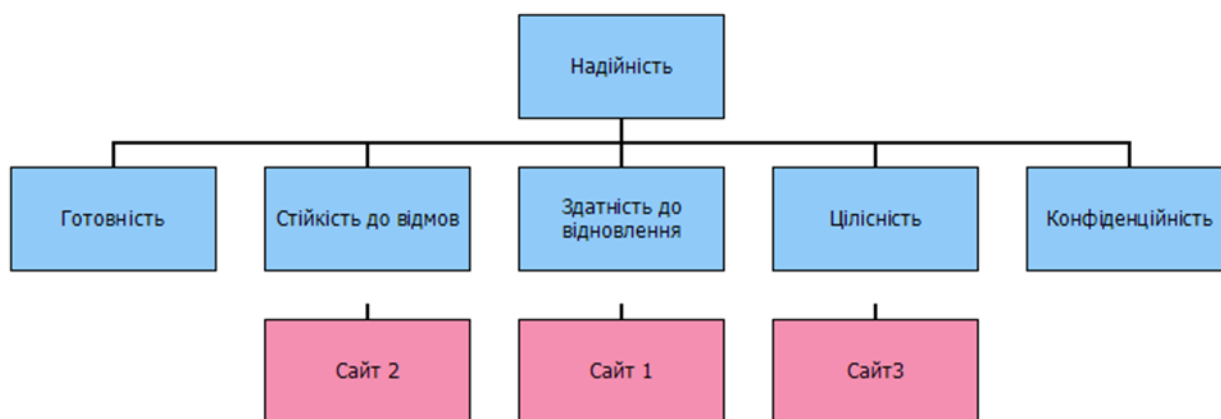 Надійність
Готовність
Стійкість до відмов
Здатність до
відновлення
Цілісність
Конфіденційність
Сайт 2
Сайт 1
Сайт3